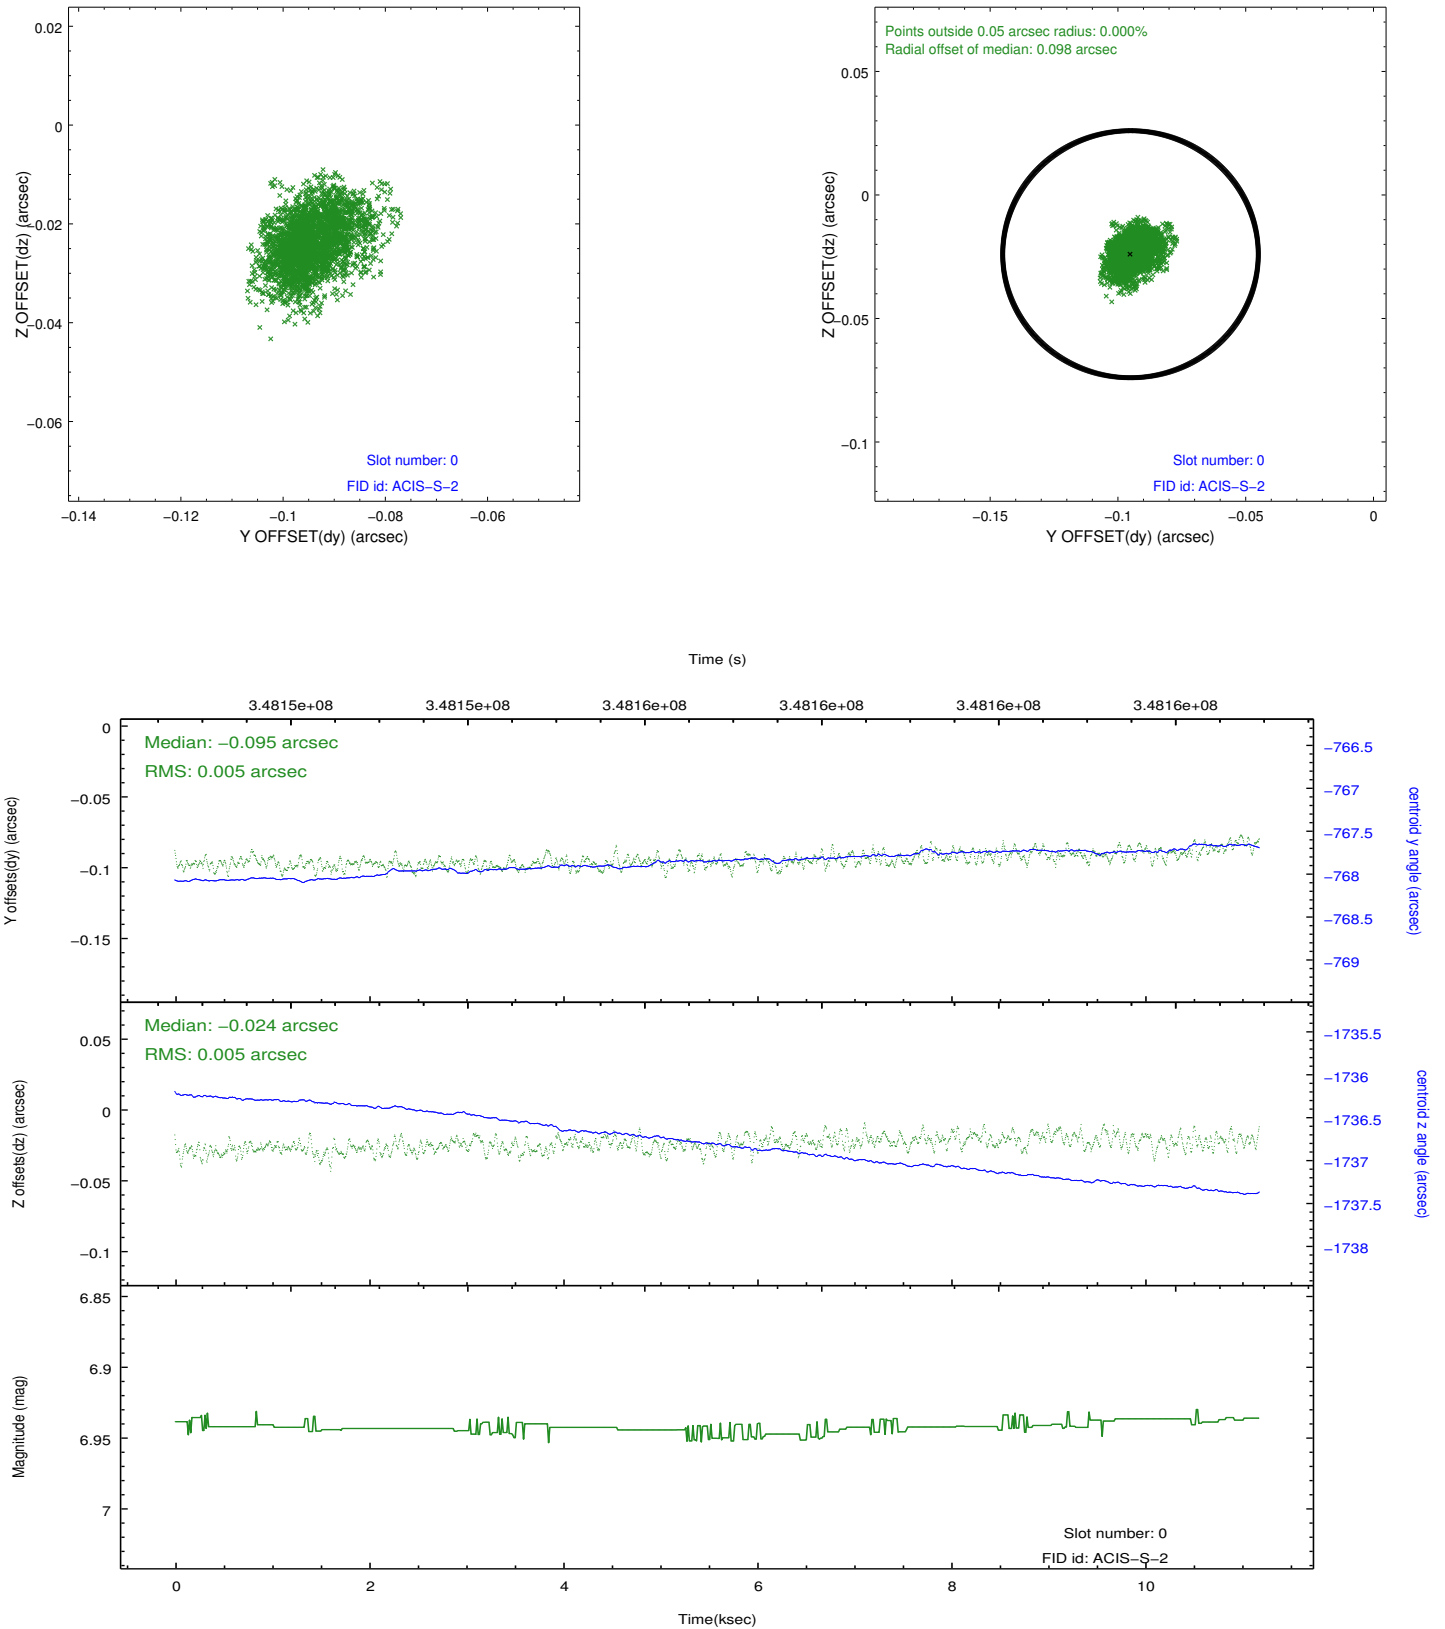 0.02
0
−0.02
−0.04
−0.06
Z OFFSET(dz) (arcsec)
Slot number: 0
FID id: ACIS−S−2
−0.14
−0.12
−0.1
−0.08
−0.06
Y OFFSET(dy) (arcsec)
Points outside 0.05 arcsec radius: 0.000%
Radial offset of median: 0.098 arcsec
0.05
0
−0.05
−0.1
Z OFFSET(dz) (arcsec)
Slot number: 0
FID id: ACIS−S−2
−0.15
−0.1
−0.05
0
Y OFFSET(dy) (arcsec)
Time (s)
3.4815e+08
3.4815e+08
3.4816e+08
3.4816e+08
3.4816e+08
3.4816e+08
Median: −0.095 arcsec
RMS: 0.005 arcsec
0
−0.05
−0.1
−0.15
Y offsets(dy) (arcsec)
−766.5
−767
−767.5
−768
−768.5
−769
centroid y angle (arcsec)
Median: −0.024 arcsec
RMS: 0.005 arcsec
0.05
0
−0.05
−0.1
Z offsets(dz) (arcsec)
−1735.5
−1736
−1736.5
−1737
−1737.5
−1738
centroid z angle (arcsec)
6.85
6.9
6.95
7
Magnitude (mag)
Slot number: 0
FID id: ACIS−S−2
0
2
4
6
8
10
Time(ksec)